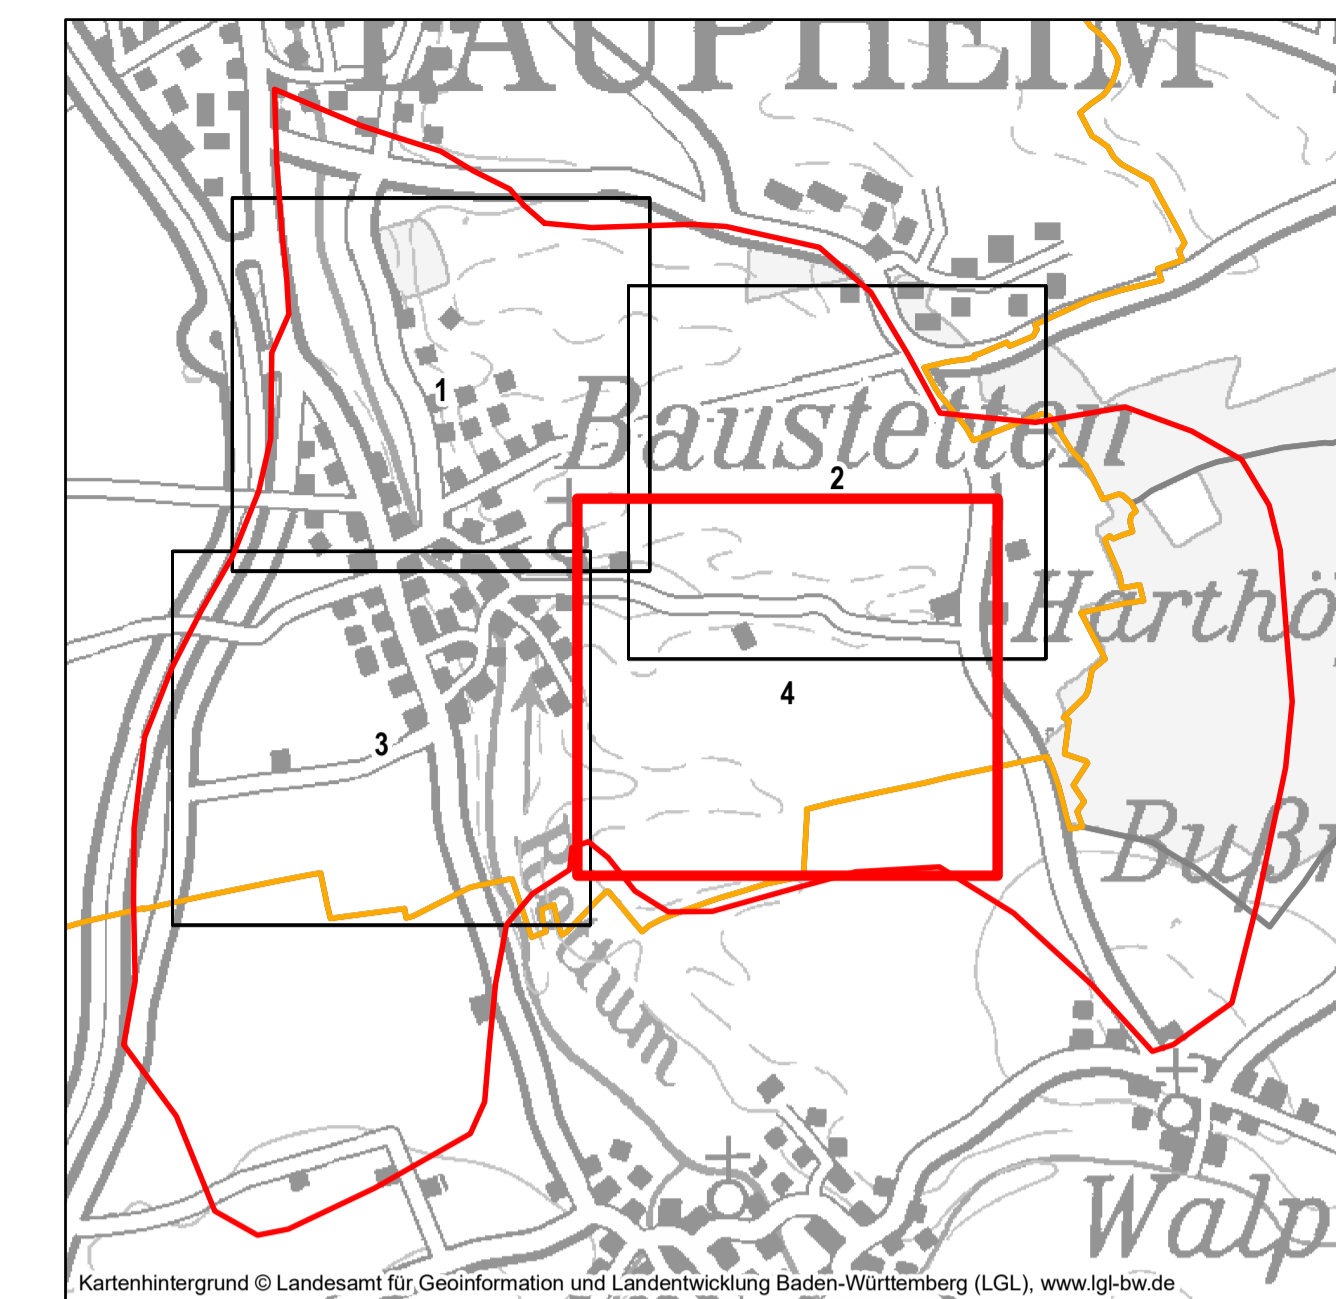 LAUPHEIM
1
Baustetten
2
Harthö
4
3
Bußr
Rottum
Walp
Kartenhintergrund © Landesamt für Geoinformation und Landentwicklung Baden-Württemberg (LGL), www.lgl-bw.de